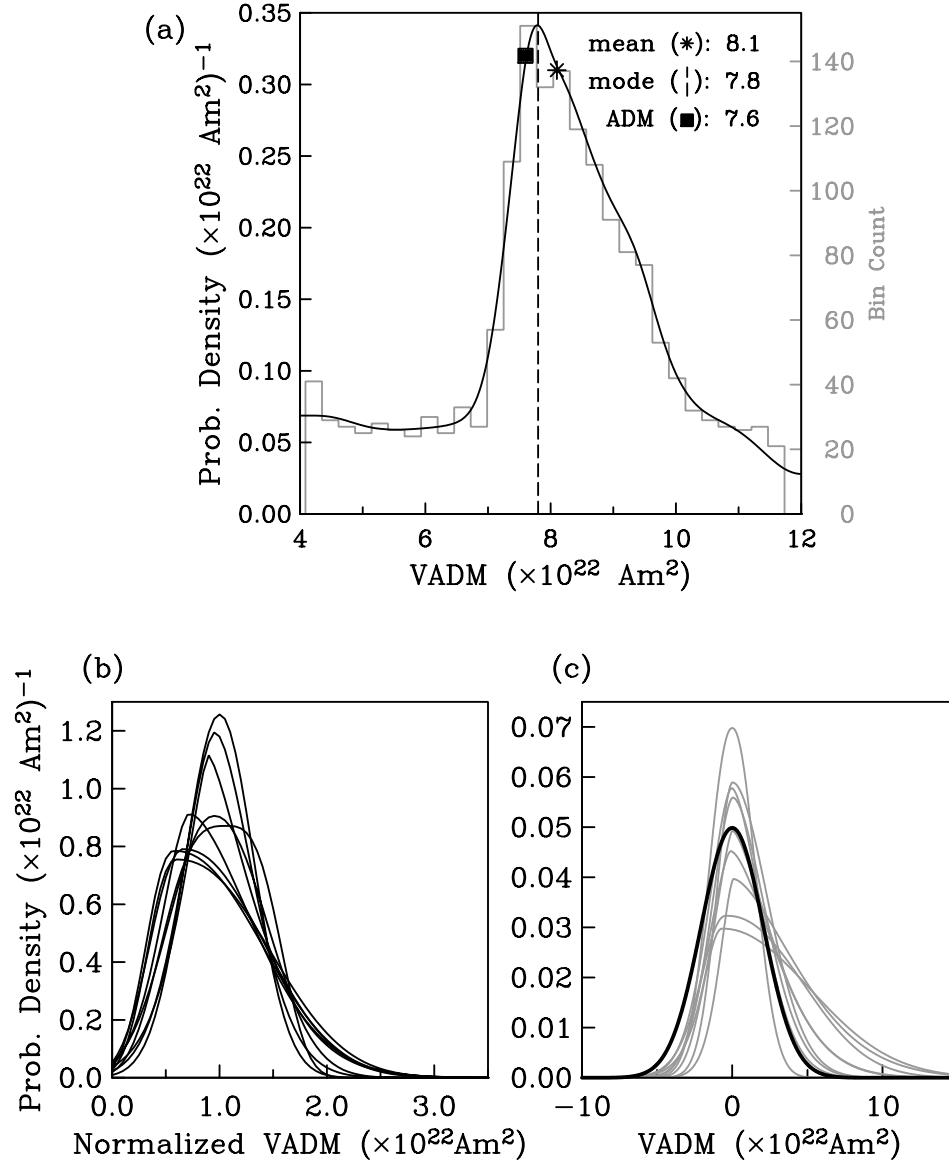 (a)
Prob. Density (×10²² Am²)⁻¹
0.35
0.30
0.25
0.20
0.15
0.10
0.05
0.00
mean (✳): 8.1
mode (¦): 7.8
ADM (■): 7.6
140
120
100
80
60
40
20
0
Bin Count
4 6 8 10 12
VADM (×10²² Am²)
(b)
Prob. Density (×10²² Am²)⁻¹
1.2
1.0
0.8
0.6
0.4
0.2
0.0
0.0 1.0 2.0 3.0
Normalized VADM (×10²²Am²)
(c)
0.07
0.06
0.05
0.04
0.03
0.02
0.01
0.00
−10 0 10
VADM (×10²²Am²)